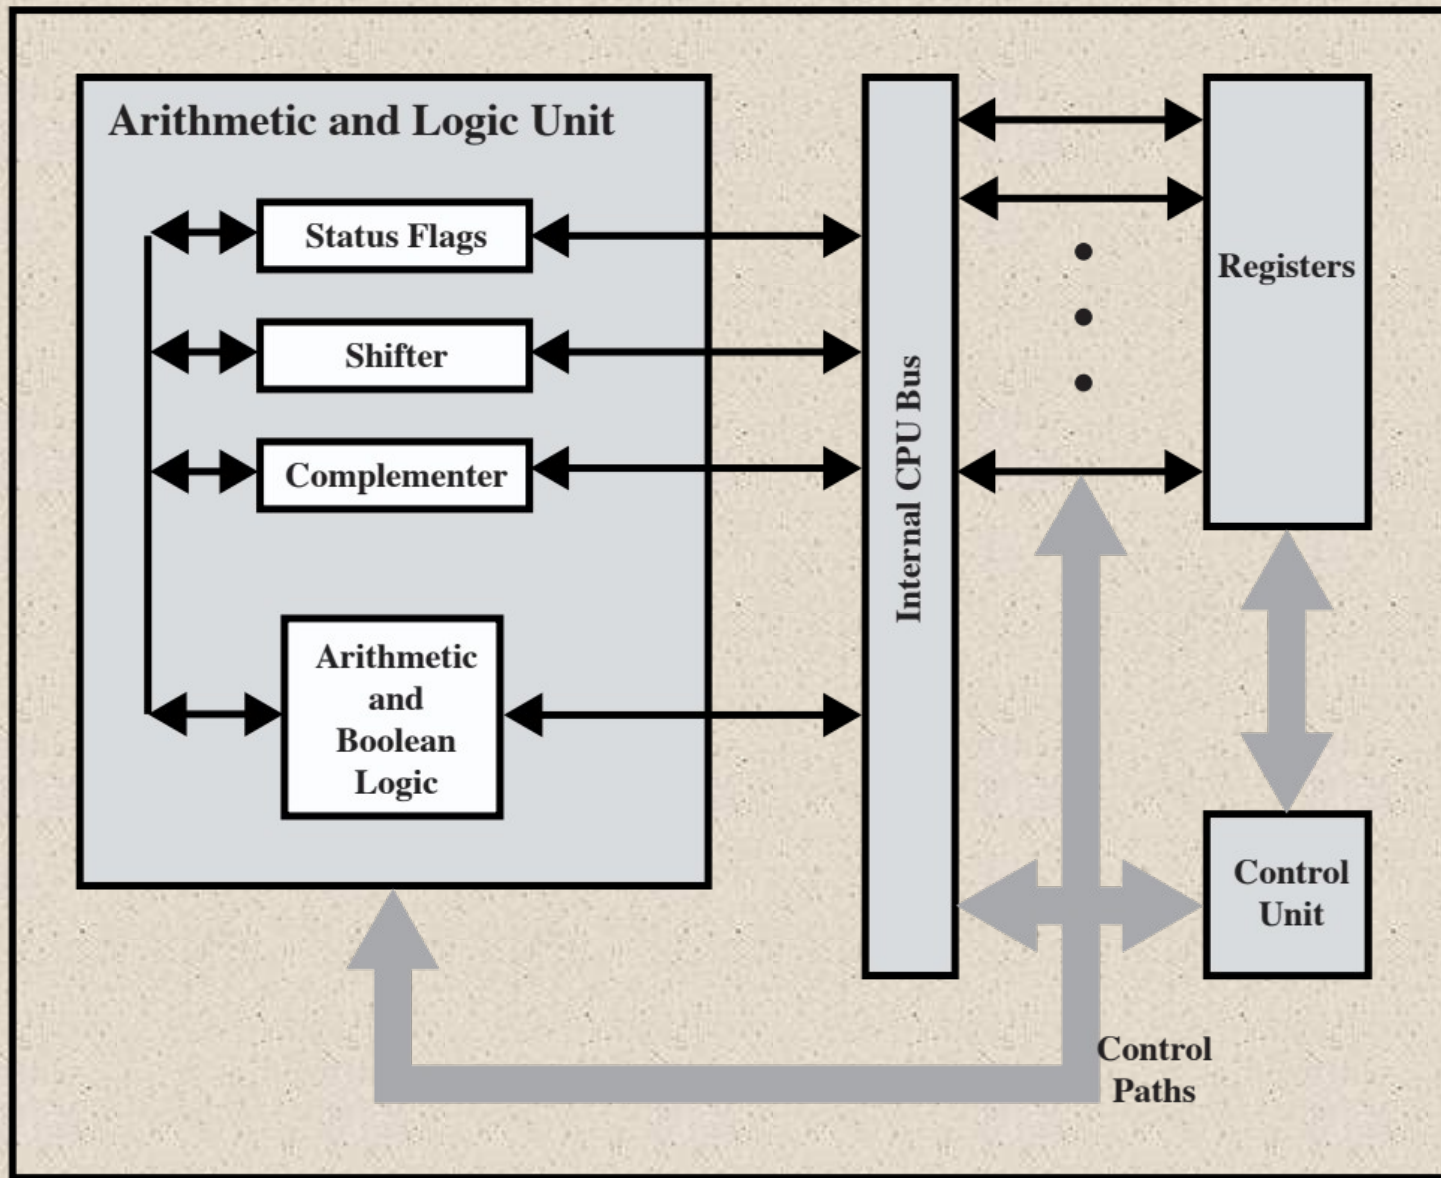 Arithmetic and Logic Unit
Status Flags
Shifter
Complementer
Arithmetic
and
Boolean
Logic
Internal CPU Bus
Registers
Control
Unit
Control
Paths